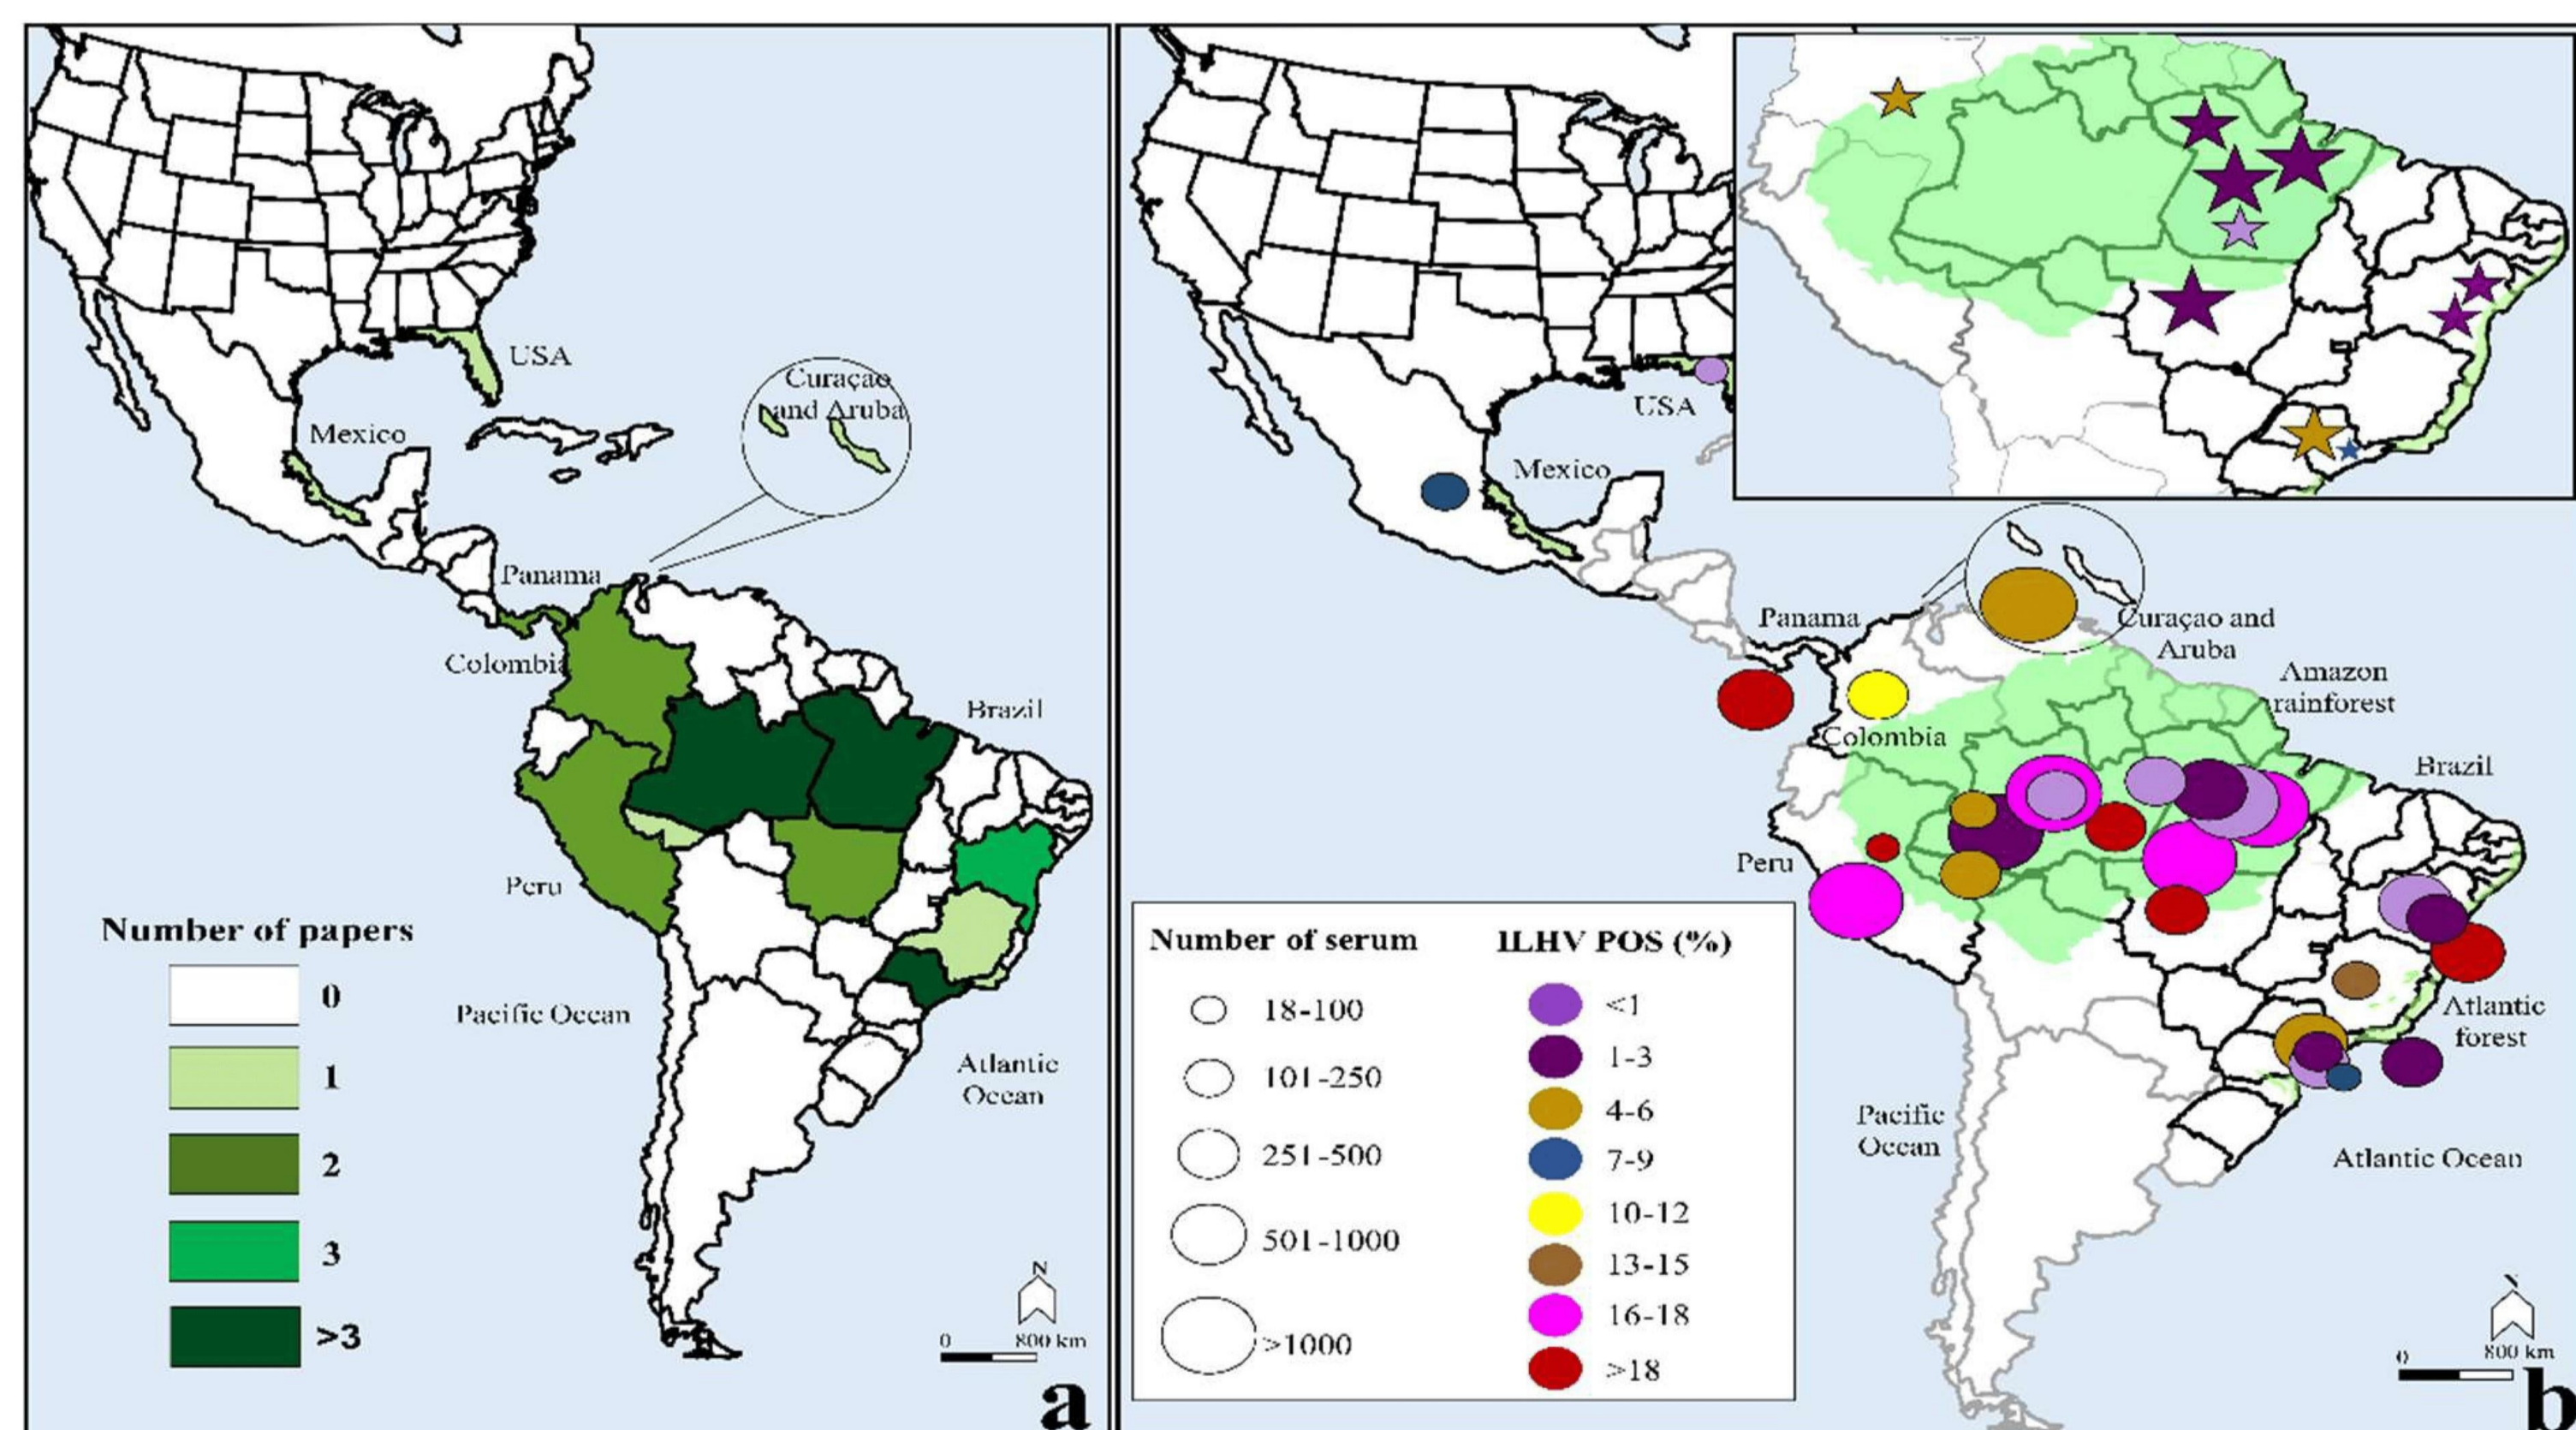 USA
Curaçao
and Aruba
Mexico
Panama
Colombia
Brazil
Peru
Number of papers
0
1
2
3
>3
Pacific Ocean
Atlantic
Ocean
N
0 800 km
a
USA
Mexico
Panama
Curaçao and
Aruba
Amazon
rainforest
Colombia
Brazil
Peru
Number of serum
18-100
101-250
251-500
501-1000
>1000
ILHV POS (%)
<1
1-3
4-6
7-9
10-12
13-15
16-18
>18
Atlantic
forest
Pacific
Ocean
Atlantic Ocean
N
0 800 km
b